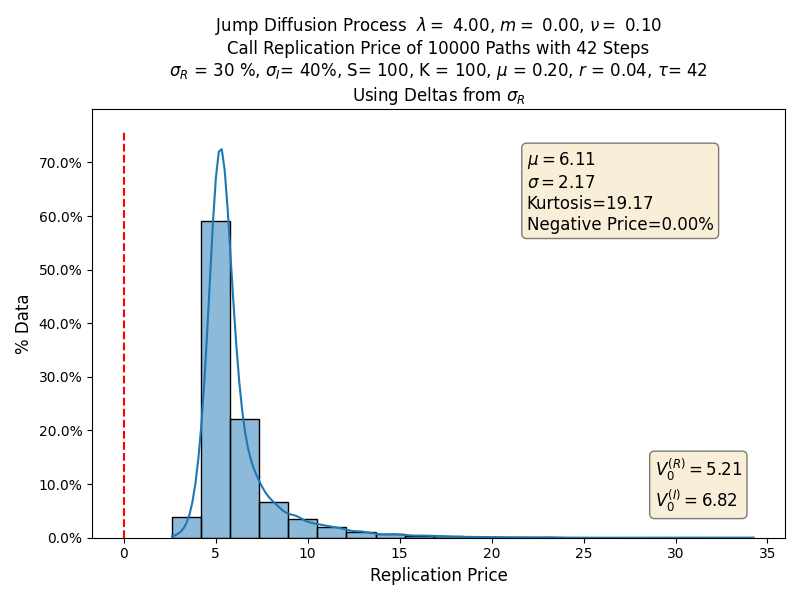 Jump Diffusion Process λ = 4.00, m = 0.00, ν = 0.10
Call Replication Price of 10000 Paths with 42 Steps
σ_R = 30 %, σ_I= 40%, S= 100, K = 100, μ = 0.20, r = 0.04, τ= 42
Using Deltas from σ_R
μ = 6.11
σ = 2.17
Kurtosis=19.17
Negative Price=0.00%
70.0%
60.0%
50.0%
40.0%
30.0%
20.0%
10.0%
0.0%
% Data
V_0^(R) = 5.21
V_0^(I) = 6.82
0 5 10 15 20 25 30 35
Replication Price